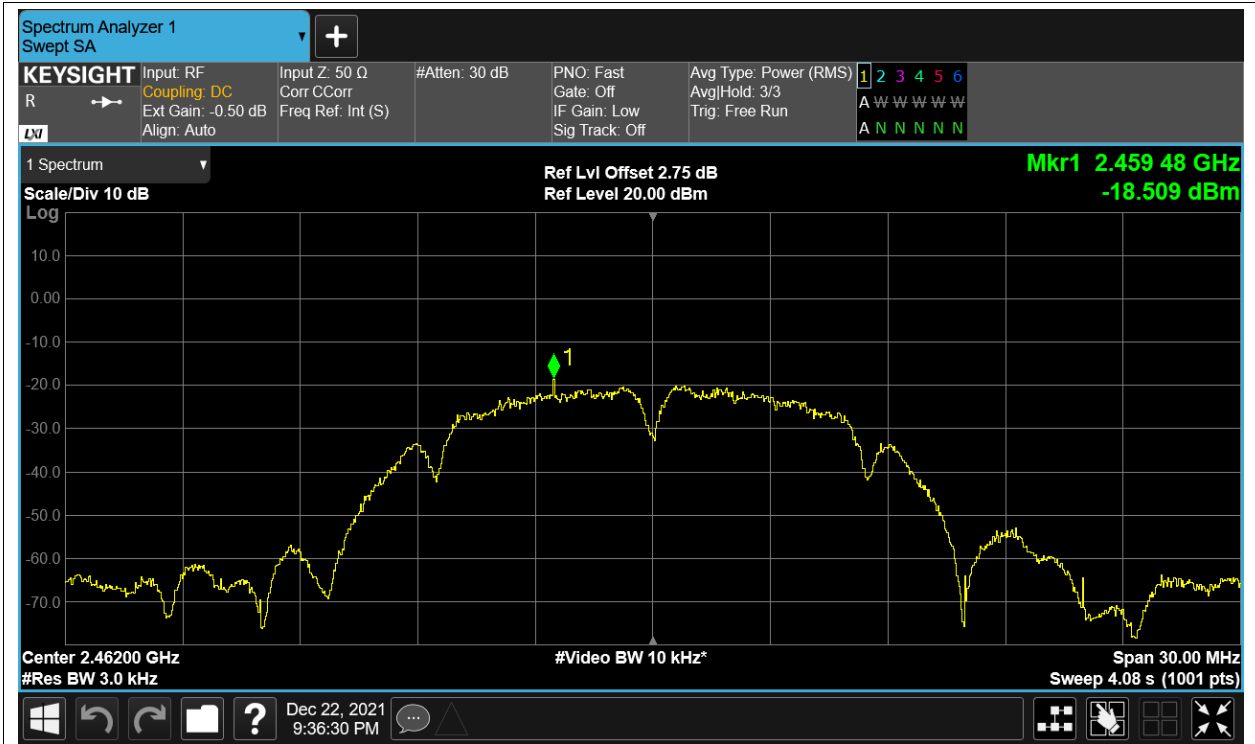 Spectrum Analyzer 1
Swept SA
KEYSIGHT
R
LXI
Input: RF
Coupling: DC
Ext Gain: -0.50 dB
Align: Auto
Input Z: 50 Ω
Corr CCorr
Freq Ref: Int (S)
#Atten: 30 dB
PNO: Fast
Gate: Off
IF Gain: Low
Sig Track: Off
Avg Type: Power (RMS)
Avg|Hold: 3/3
Trig: Free Run
1 2 3 4 5 6
A W W W W W
A N N N N N
1 Spectrum
Scale/Div 10 dB
Ref Lvl Offset 2.75 dB
Ref Level 20.00 dBm
Mkr1 2.459 48 GHz
-18.509 dBm
Log
10.0
0.00
-10.0
1
-20.0
-30.0
-40.0
-50.0
-60.0
-70.0
Center 2.46200 GHz
#Video BW 10 kHz*
Span 30.00 MHz
#Res BW 3.0 kHz
Sweep 4.08 s (1001 pts)
?
Dec 22, 2021
9:36:30 PM